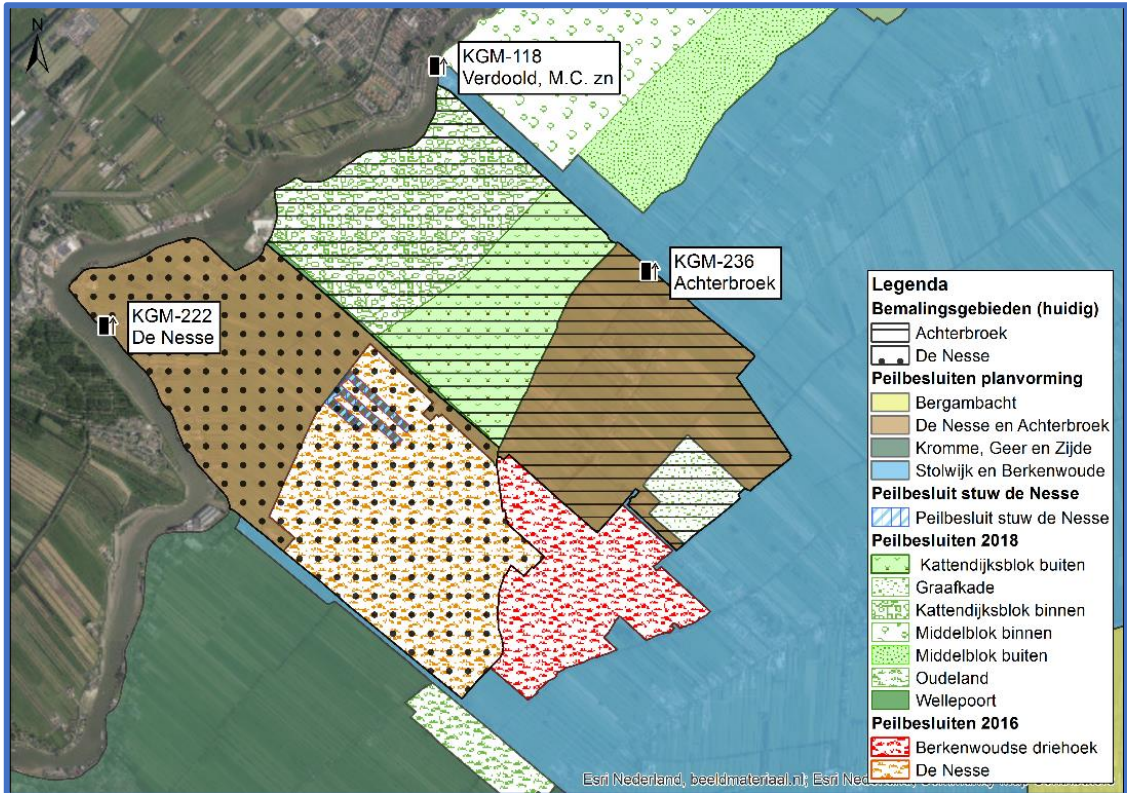 N
KGM-118
Verdoold, M.C. zn
KGM-236
Achterbroek
KGM-222
De Nesse
Legenda
Bemalingsgebieden (huidig)
Achterbroek
De Nesse
Peilbesluiten planvorming
Bergambacht
De Nesse en Achterbroek
Kromme, Geer en Zijde
Stolwijk en Berkenwoude
Peilbesluit stuw de Nesse
Peilbesluit stuw de Nesse
Peilbesluiten 2018
Kattendijksblok buiten
Graafkade
Kattendijksblok binnen
Middelblok binnen
Middelblok buiten
Oudeland
Wellepoort
Peilbesluiten 2016
Berkenwoudse driehoek
De Nesse
Esri Nederland, beeldmateriaal.nl; Esri